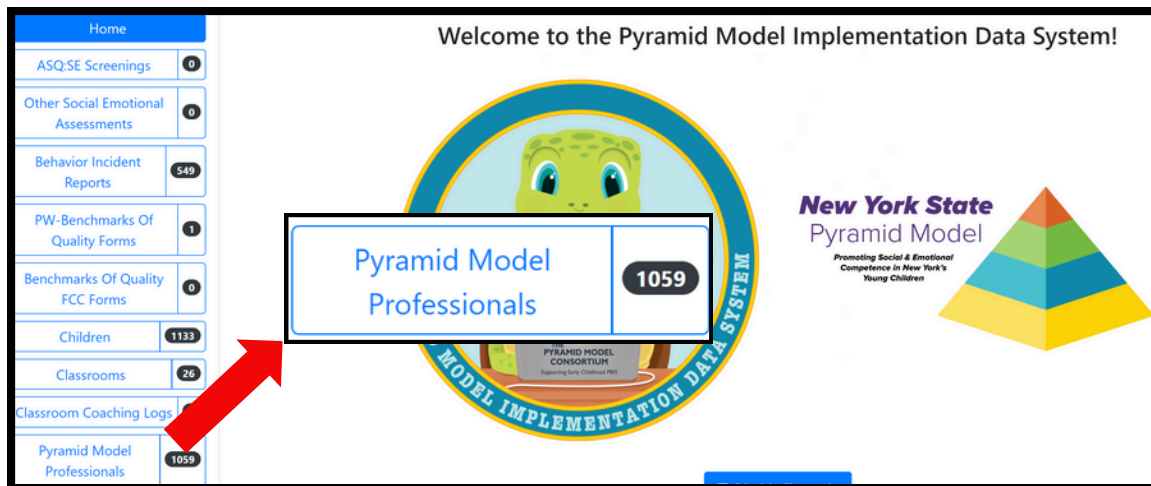 Home
Welcome to the Pyramid Model Implementation Data System!
ASQ:SE Screenings 0
Other Social Emotional
Assessments
0
Behavior Incident
Reports
549
PW-Benchmarks Of
Quality Forms
1
Benchmarks Of Quality
FCC Forms
0
Children 1133
Classrooms 26
Classroom Coaching Logs
Pyramid Model
Professionals
1059
Pyramid Model
Professionals
1059
THE
PYRAMID MODEL
CONSORTIUM
Supporting Early Childhood PBIS
MODEL IMPLEMENTATION DATA SYSTEM
New York State
Pyramid Model
Promoting Social & Emotional
Competence in New York's
Young Children